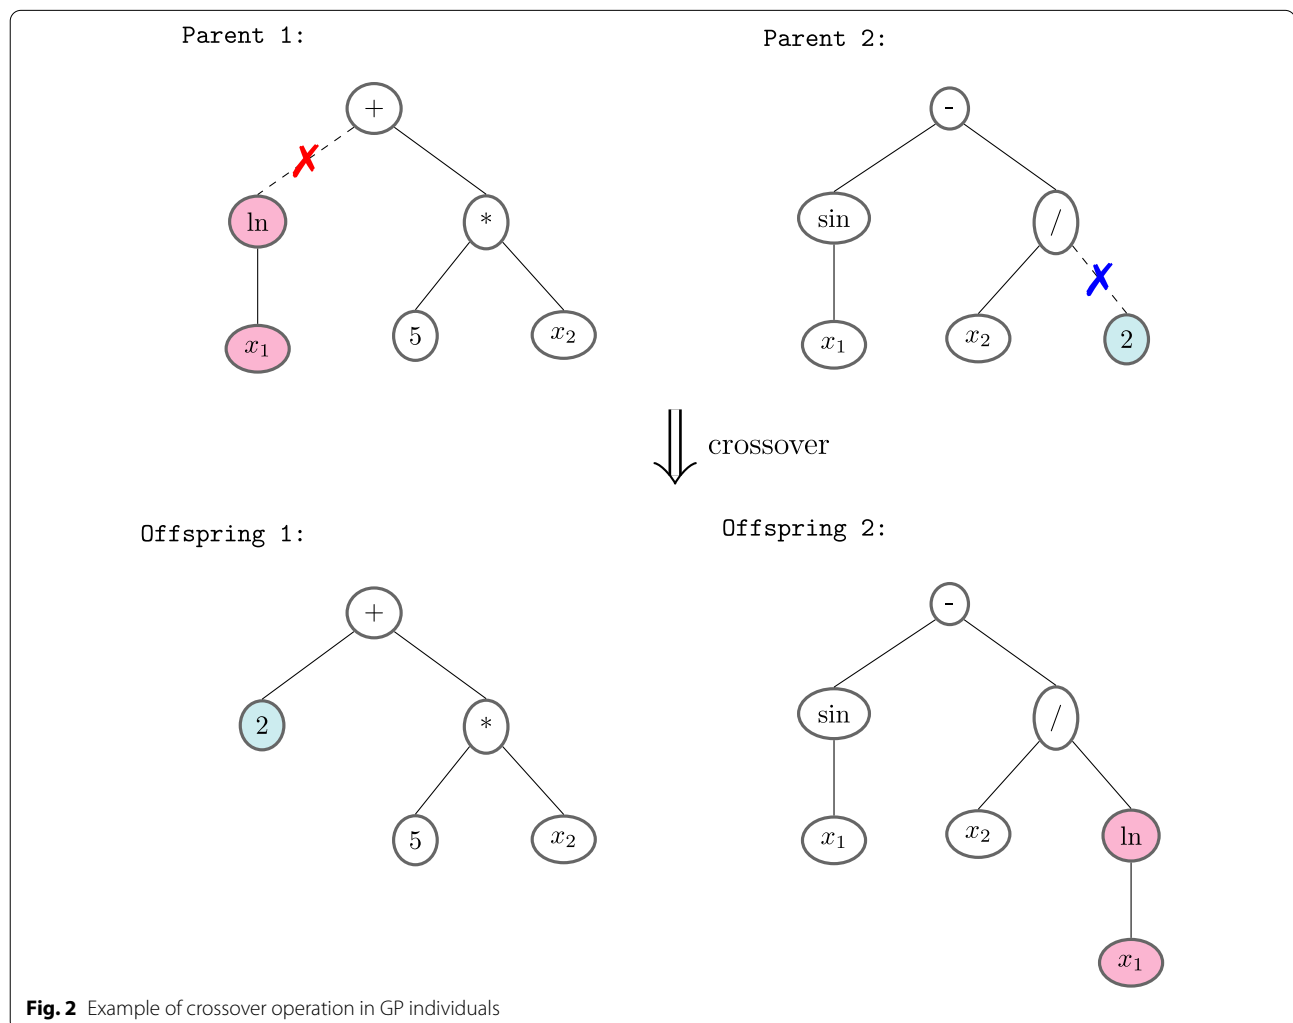 Parent 1:
Parent 2:
+
-
ln
*
sin
/
x₁
5
x₂
x₁
x₂
2
crossover
Offspring 1:
Offspring 2:
+
-
2
*
sin
/
5
x₂
x₁
x₂
ln
x₁
Fig. 2 Example of crossover operation in GP individuals